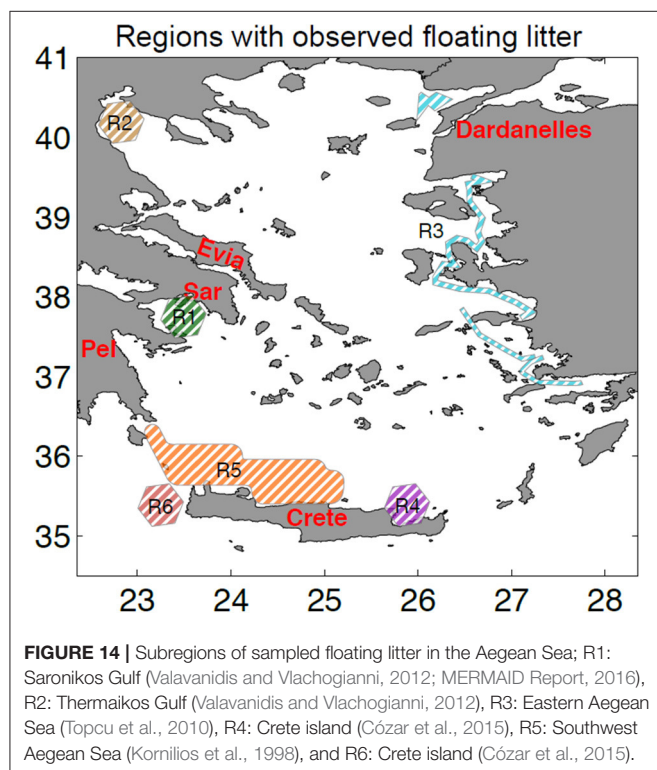 Regions with observed floating litter
41
40
39
38
37
36
35
R2
Dardanelles
R3
Evia
Sar
R1
Pel
R5
R6
Crete
R4
23 24 25 26 27 28
FIGURE 14 | Subregions of sampled floating litter in the Aegean Sea; R1:
Saronikos Gulf (Valavanidis and Vlachogianni, 2012; MERMAID Report, 2016),
R2: Thermaikos Gulf (Valavanidis and Vlachogianni, 2012), R3: Eastern Aegean
Sea (Topcu et al., 2010), R4: Crete island (Cózar et al., 2015), R5: Southwest
Aegean Sea (Kornilios et al., 1998), and R6: Crete island (Cózar et al., 2015).